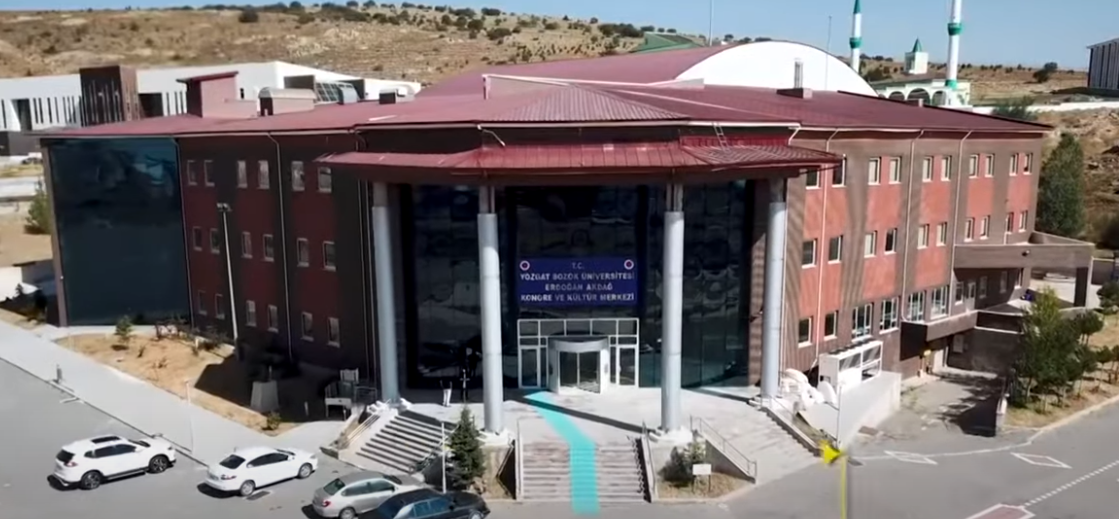 T.C.
YOZGAT BOZOK ÜNİVERSİTESİ
ERDOĞAN AKDAĞ
KONGRE VE KÜLTÜR MERKEZİ